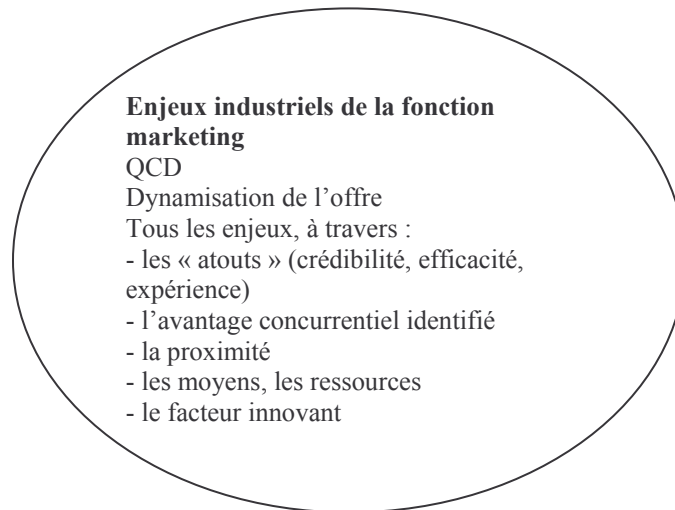 Enjeux industriels de la fonction
marketing
QCD
Dynamisation de l’offre
Tous les enjeux, à travers :
- les « atouts » (crédibilité, efficacité,
expérience)
- l’avantage concurrentiel identifié
- la proximité
- les moyens, les ressources
- le facteur innovant